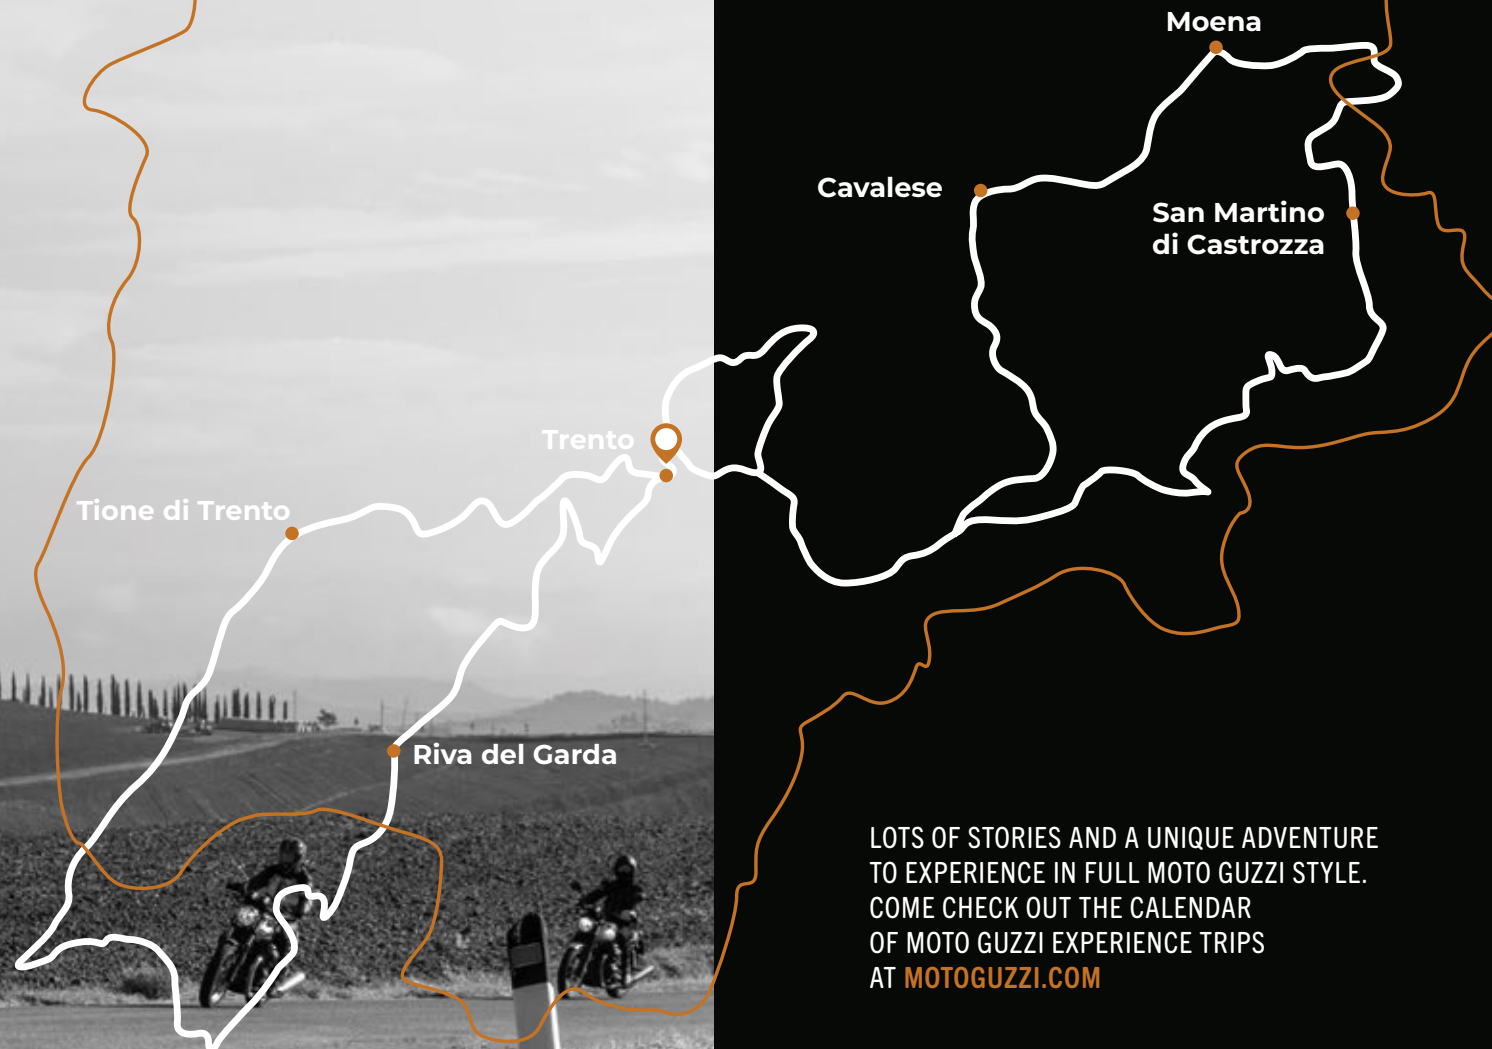 Moena
Cavalese
San Martino
di Castrozza
Trento
Tione di Trento
Riva del Garda
LOTS OF STORIES AND A UNIQUE ADVENTURE
TO EXPERIENCE IN FULL MOTO GUZZI STYLE.
COME CHECK OUT THE CALENDAR
OF MOTO GUZZI EXPERIENCE TRIPS
AT MOTOGUZZI.COM